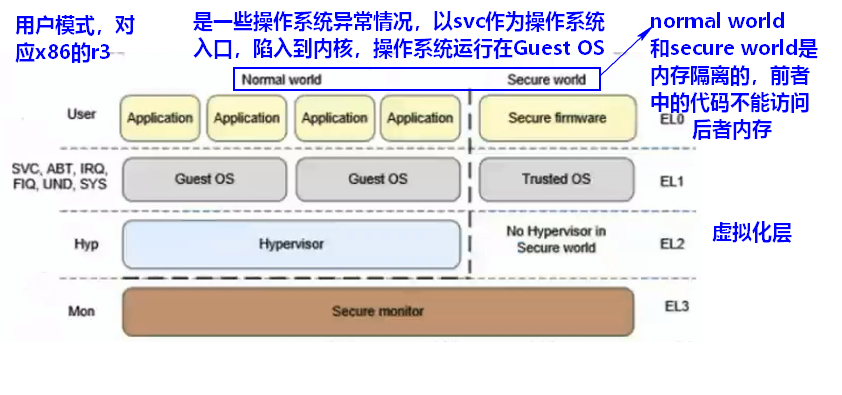 用户模式，对
应x86的r3
是一些操作系统异常情况，以svc作为操作系统
入口，陷入到内核，操作系统运行在Guest OS
normal world
和secure world是
内存隔离的，前者
中的代码不能访问
后者内存
Normal world
Secure world
User
Application
Application
Application
Application
Secure firmware
EL0
SVC, ABT, IRQ,
FIQ, UND, SYS
Guest OS
Guest OS
Trusted OS
EL1
Hyp
Hypervisor
No Hypervisor in
Secure world
EL2
虚拟化层
Mon
Secure monitor
EL3